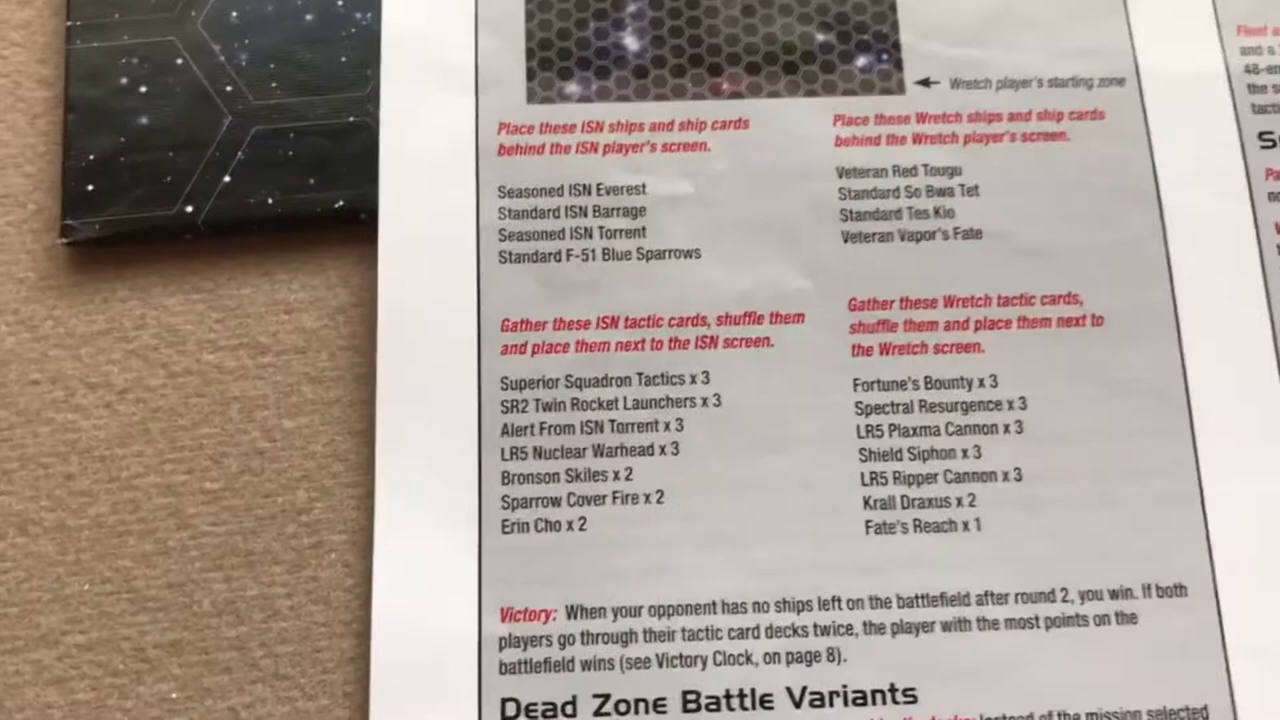 Wretch player's starting zone
Place these ISN ships and ship cards
behind the ISN player's screen.
Seasoned ISN Everest
Standard ISN Barrage
Seasoned ISN Torrent
Standard F-51 Blue Sparrows
Place these Wretch ships and ship cards
behind the Wretch player's screen.
Veteran Red Tougu
Standard So Bwa Tet
Standard Tes Klo
Veteran Vapor's Fate
Gather these ISN tactic cards, shuffle them
and place them next to the ISN screen.
Superior Squadron Tactics x 3
SR2 Twin Rocket Launchers x 3
Alert From ISN Torrent x 3
LR5 Nuclear Warhead x 3
Bronson Skiles x 2
Sparrow Cover Fire x 2
Erin Cho x 2
Gather these Wretch tactic cards,
shuffle them and place them next to
the Wretch screen.
Fortune's Bounty x 3
Spectral Resurgence x 3
LR5 Plaxma Cannon x 3
Shield Siphon x 3
LR5 Ripper Cannon x 3
Krall Draxus x 2
Fate's Reach x 1
Victory: When your opponent has no ships left on the battlefield after round 2, you win. If both
players go through their tactic card decks twice, the player with the most points on the
battlefield wins (see Victory Clock, on page 8).
Dead Zone Battle Variants
Instead of the mission selected
and a
the